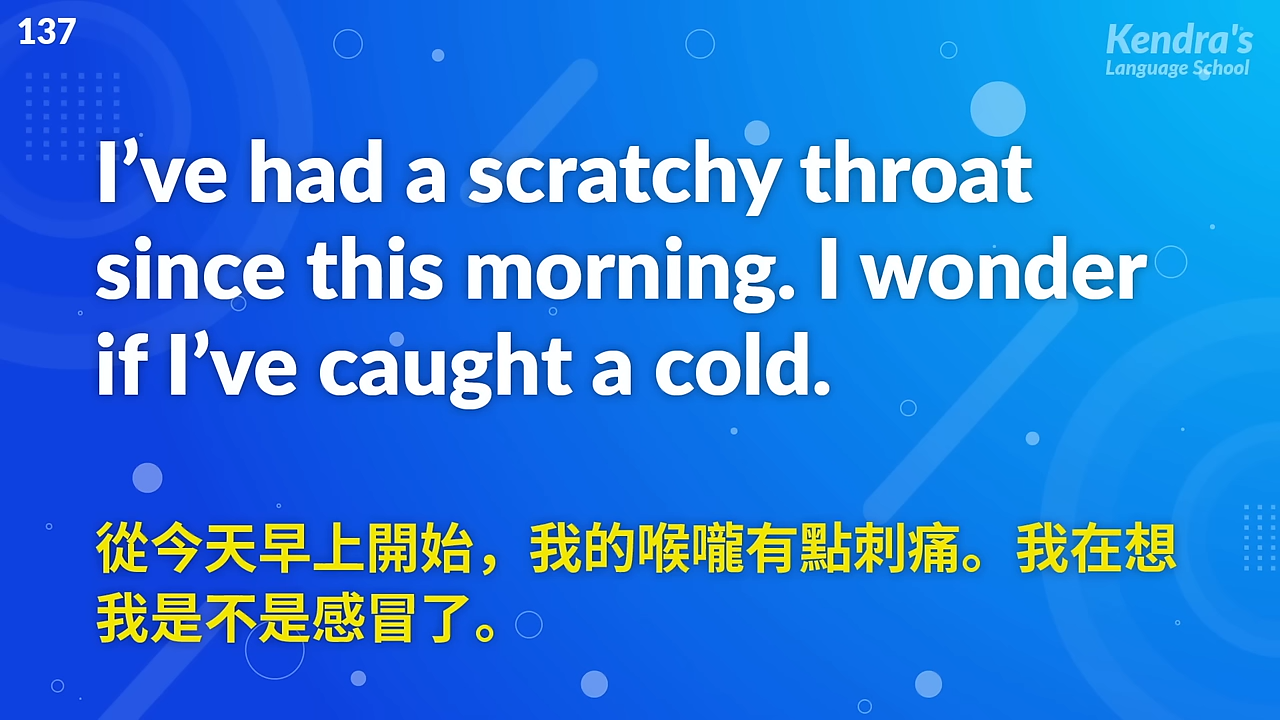 137
Kendra's
Language School
I’ve had a scratchy throat
since this morning. I wonder
if I’ve caught a cold.
從今天早上開始，我的喉嚨有點刺痛。我在想
我是不是感冒了。